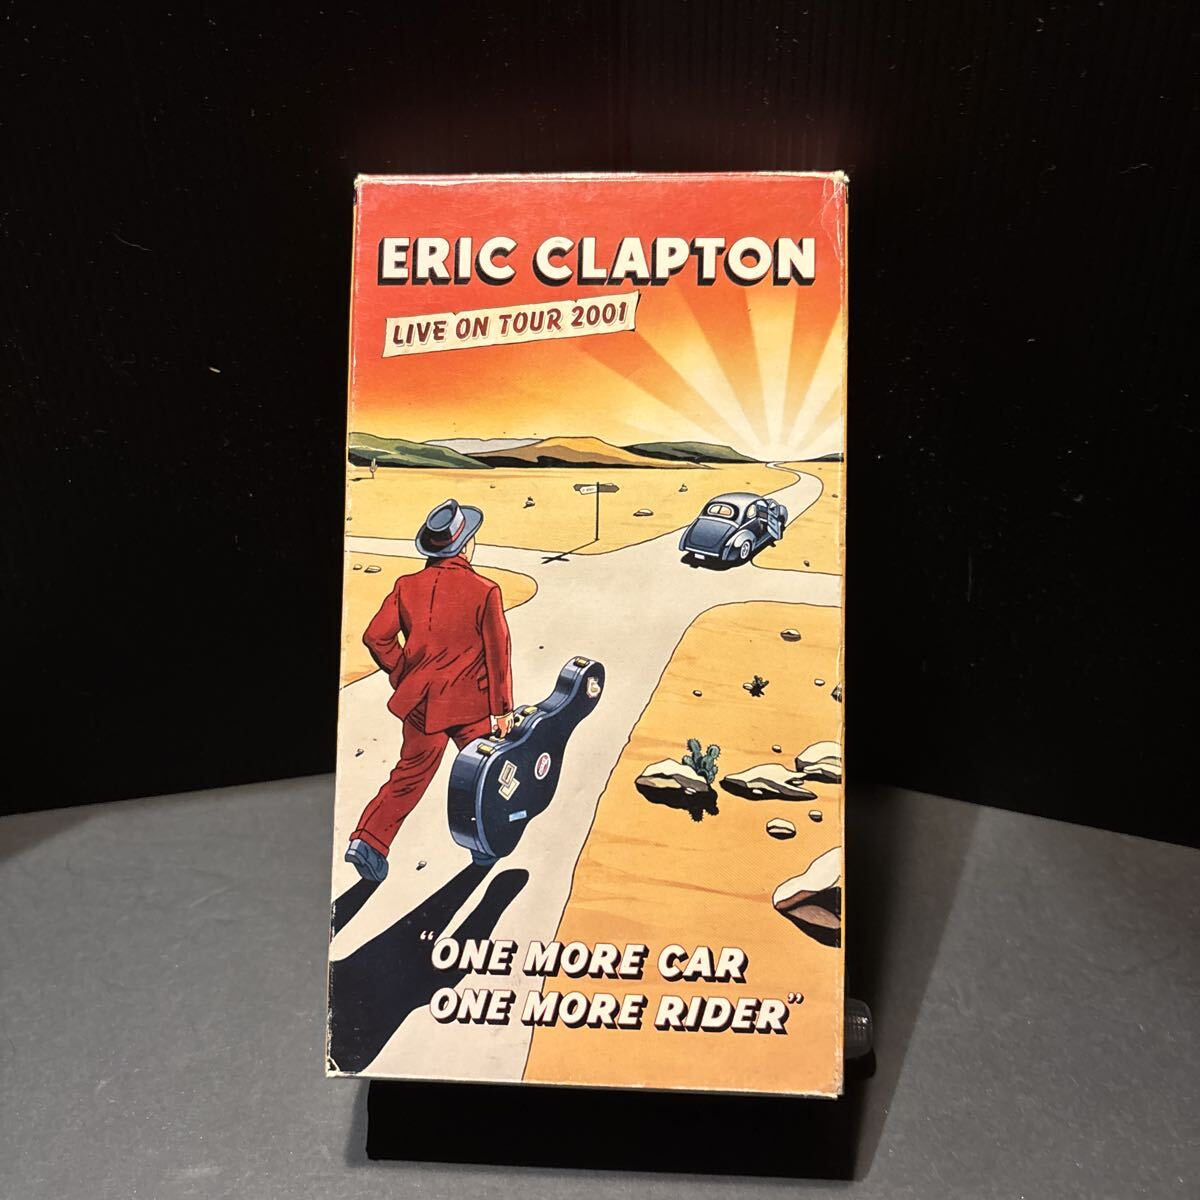 ERIC CLAPTON
LIVE ON TOUR 2001
"ONE MORE CAR
ONE MORE RIDER"